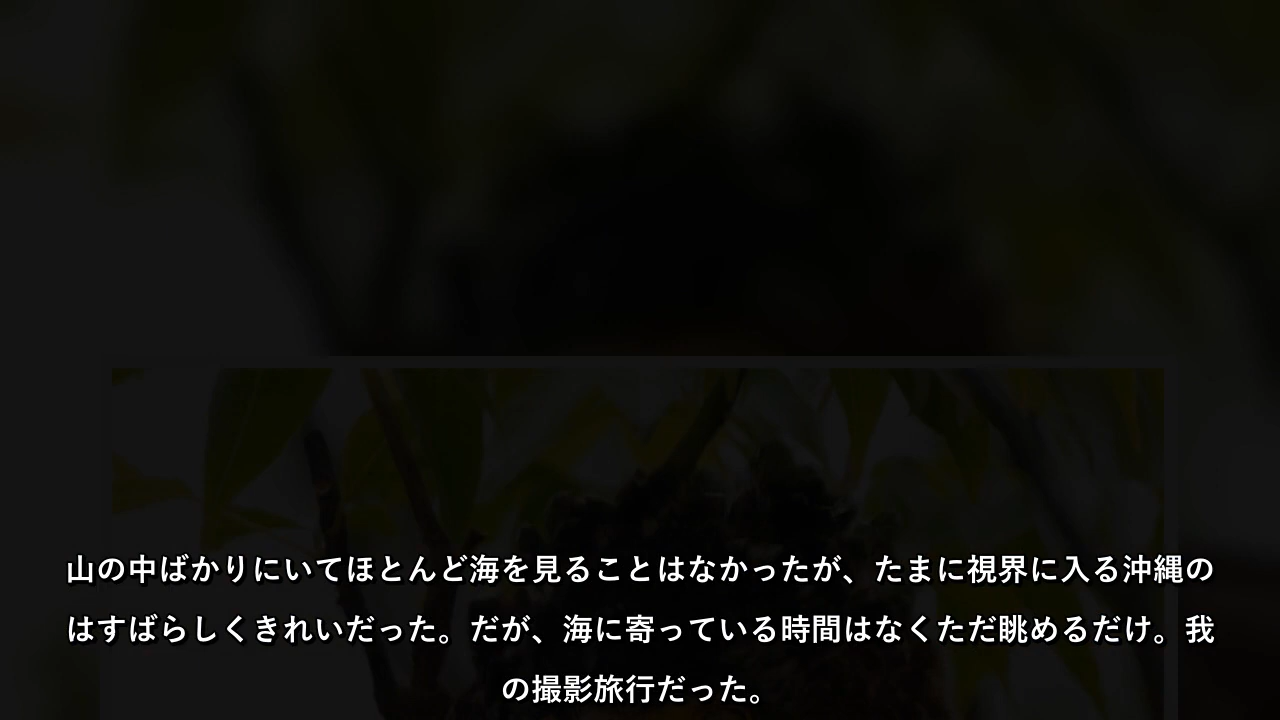 山の中ばかりにいてほとんど海を見ることはなかったが、たまに視界に入る沖縄の
はすばらしくきれいだった。だが、海に寄っている時間はなくただ眺めるだけ。我
の撮影旅行だった。